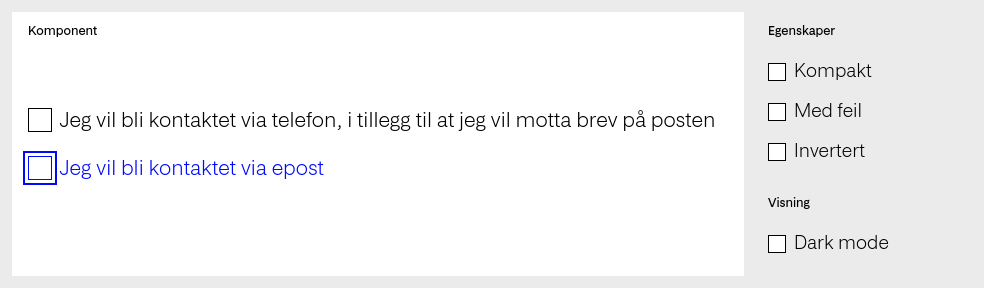 Komponent
Jeg vil bli kontaktet via telefon, i tillegg til at jeg vil motta brev på posten
Jeg vil bli kontaktet via epost
Egenskaper
Kompakt
Med feil
Invertert
Visning
Dark mode